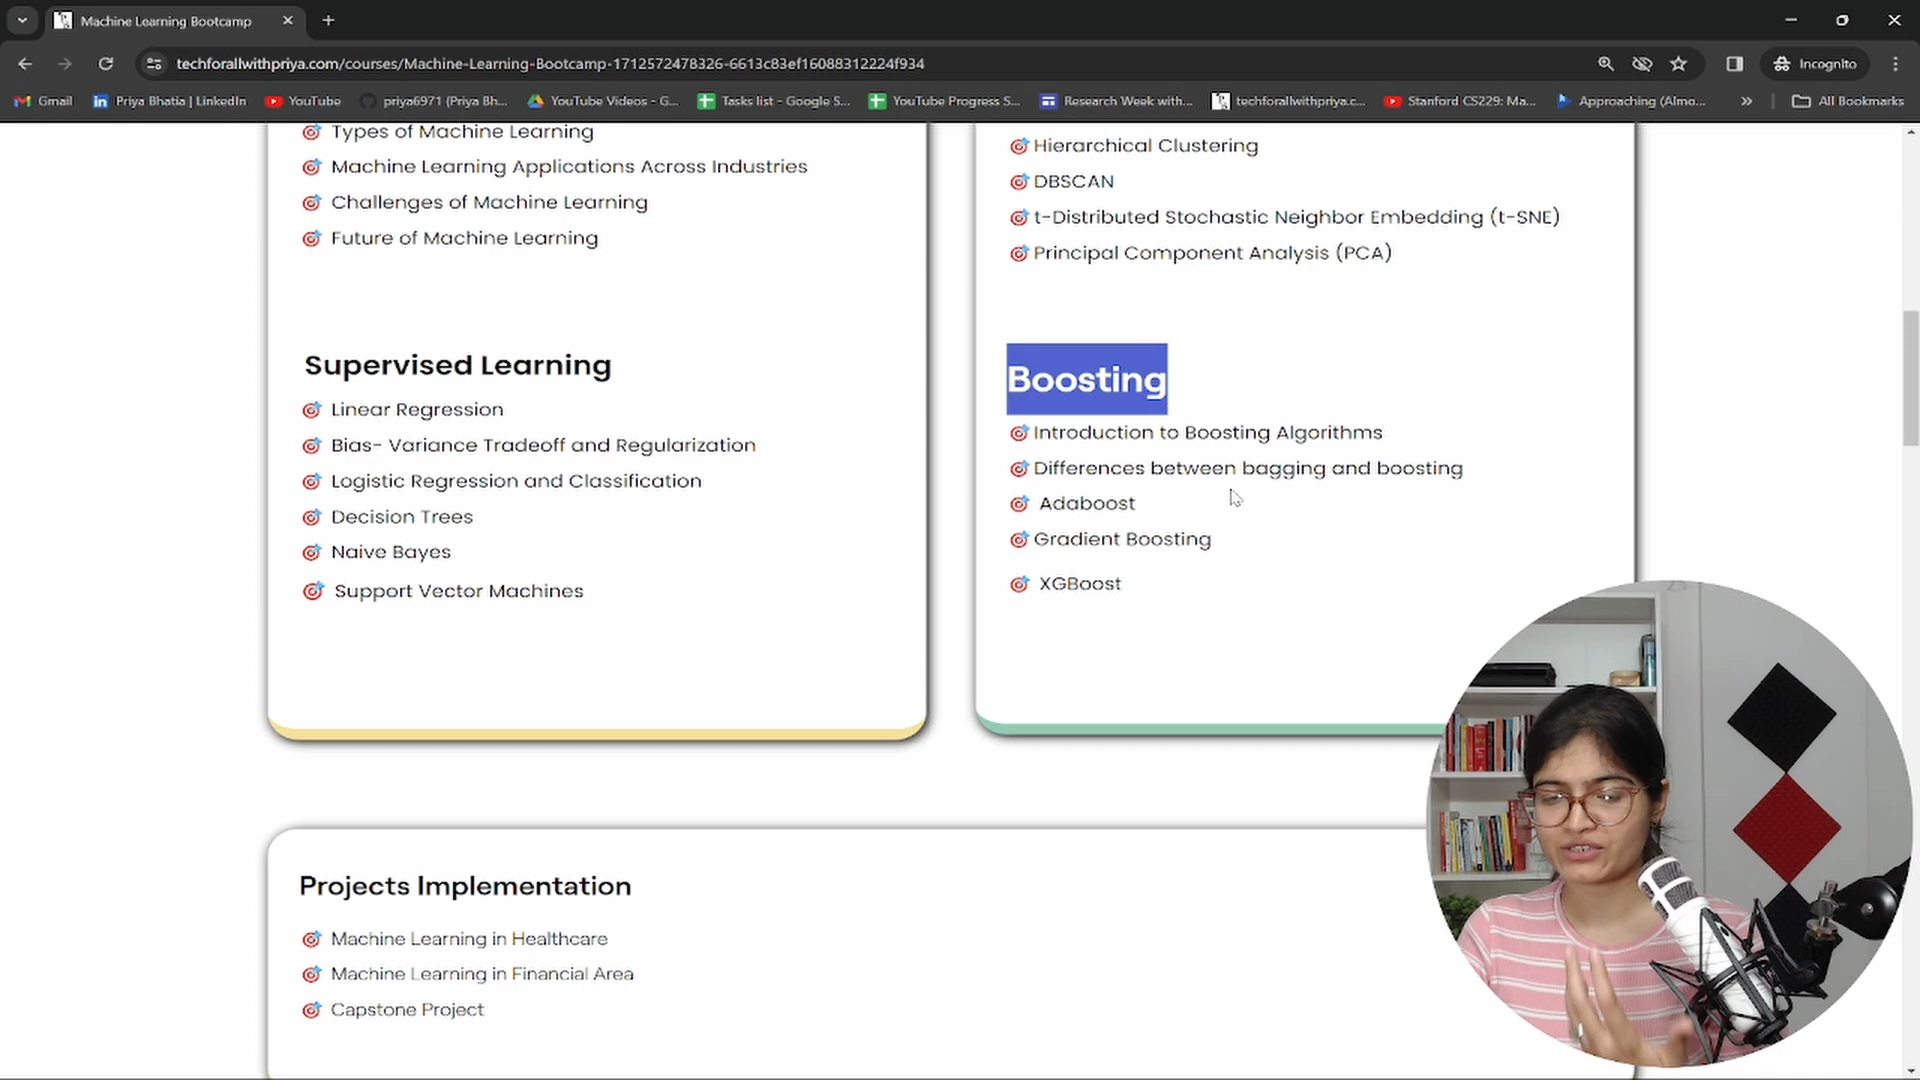 Machine Learning Bootcamp
techforallwithpriya.com/courses/Machine-Learning-Bootcamp-1712572478326-6613c83ef16088312224f934
Incognito
Gmail
Priya Bhatia | LinkedIn
YouTube
priya6971 (Priya Bh...
YouTube Videos - G...
Tasks list - Google S...
YouTube Progress S...
Research Week with...
techforallwithpriya.c...
Stanford CS229: Ma...
Approaching (Almo...
»
All Bookmarks
Types of Machine Learning
Machine Learning Applications Across Industries
Challenges of Machine Learning
Future of Machine Learning
Supervised Learning
Linear Regression
Bias- Variance Tradeoff and Regularization
Logistic Regression and Classification
Decision Trees
Naive Bayes
Support Vector Machines
Hierarchical Clustering
DBSCAN
t-Distributed Stochastic Neighbor Embedding (t-SNE)
Principal Component Analysis (PCA)
Boosting
Introduction to Boosting Algorithms
Differences between bagging and boosting
Adaboost
Gradient Boosting
XGBoost
Projects Implementation
Machine Learning in Healthcare
Machine Learning in Financial Area
Capstone Project